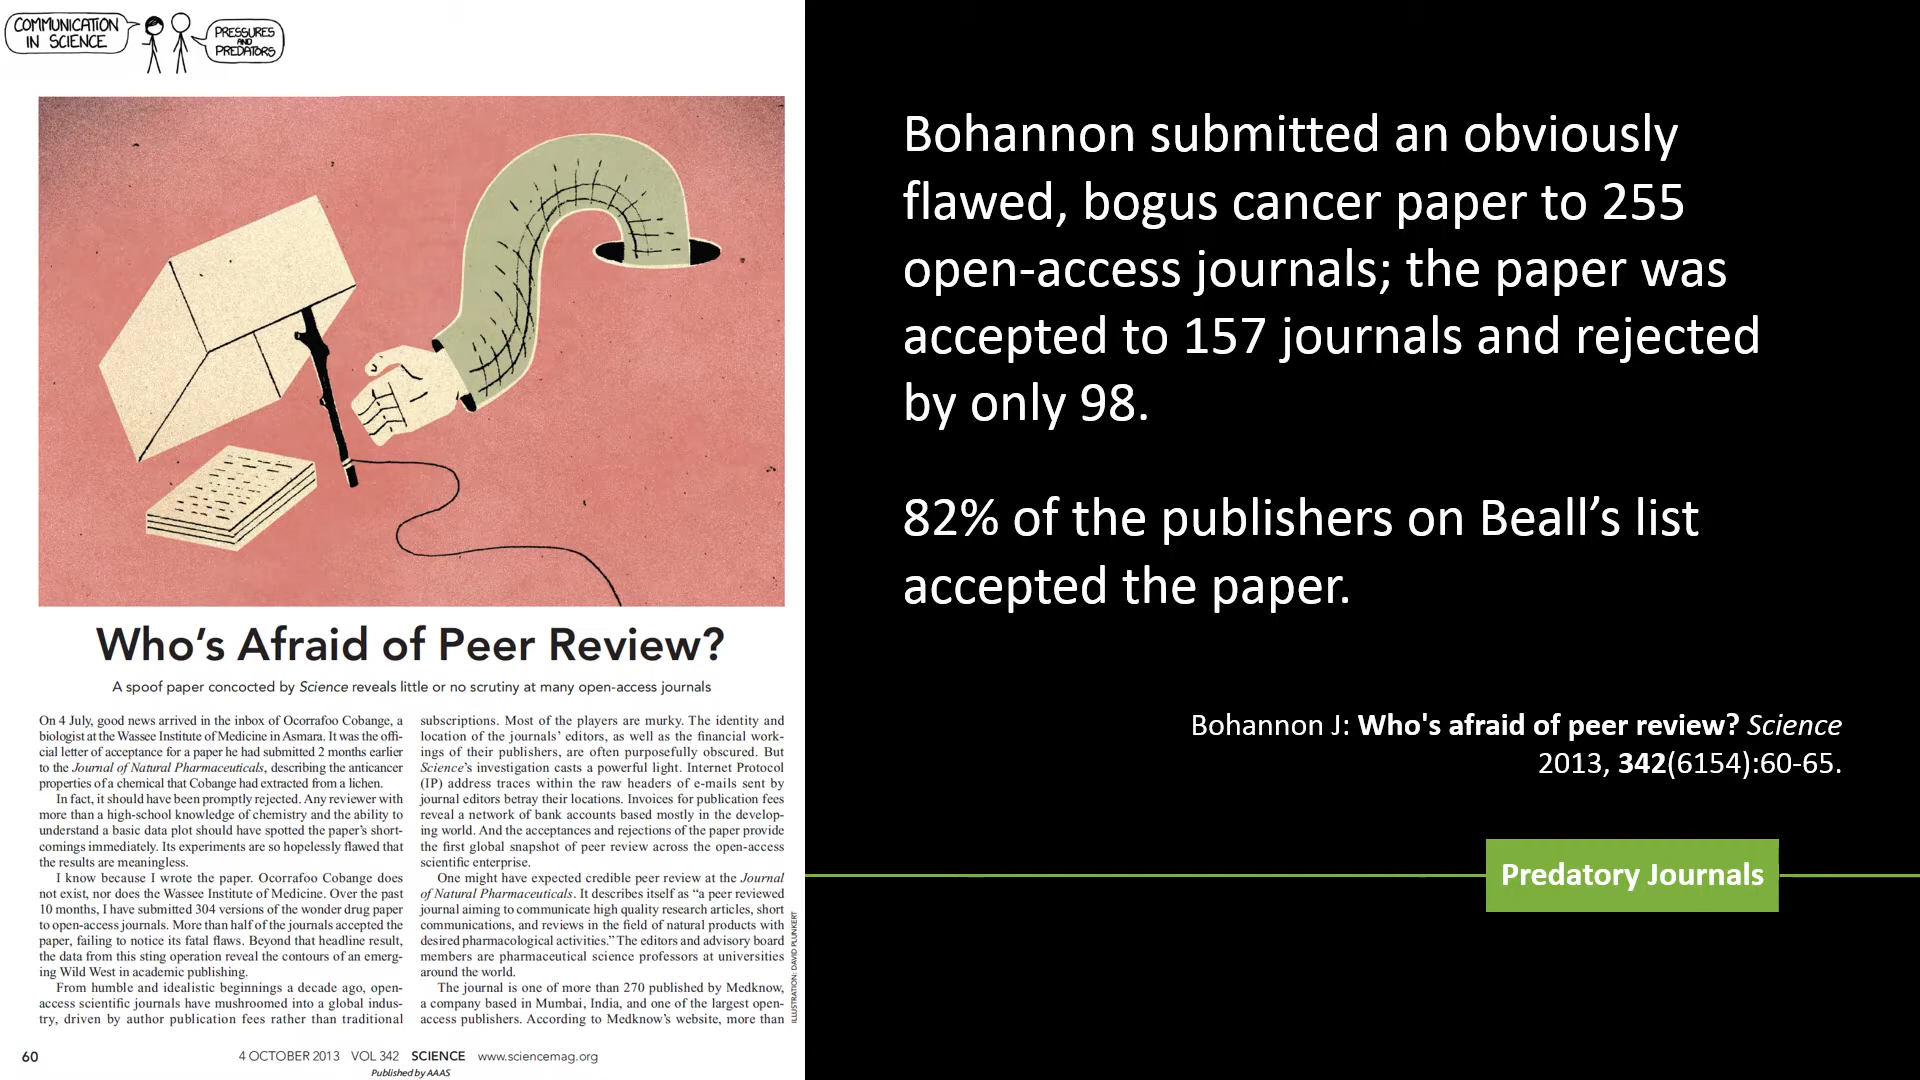 COMMUNICATION
IN SCIENCE
PRESSURES
AND
PREDATORS
Who's Afraid of Peer Review?
A spoof paper concocted by Science reveals little or no scrutiny at many open-access journals
On 4 July, good news arrived in the inbox of Ocorrafoo Cobange, a
biologist at the Wassee Institute of Medicine in Asmara. It was the offi-
cial letter of acceptance for a paper he had submitted 2 months earlier
to the Journal of Natural Pharmaceuticals, describing the anticancer
properties of a chemical that Cobange had extracted from a lichen.
In fact, it should have been promptly rejected. Any reviewer with
more than a high-school knowledge of chemistry and the ability to
understand a basic data plot should have spotted the paper's short-
comings immediately. Its experiments are so hopelessly flawed that
the results are meaningless.
I know because I wrote the paper. Ocorrafoo Cobange does
not exist, nor does the Wassee Institute of Medicine. Over the past
10 months, I have submitted 304 versions of the wonder drug paper
to open-access journals. More than half of the journals accepted the
paper, failing to notice its fatal flaws. Beyond that headline result,
the data from this sting operation reveal the contours of an emerg-
ing Wild West in academic publishing.
From humble and idealistic beginnings a decade ago, open-
access scientific journals have mushroomed into a global indus-
try, driven by author publication fees rather than traditional
subscriptions. Most of the players are murky. The identity and
location of the journals' editors, as well as the financial work-
ings of their publishers, are often purposefully obscured. But
Science's investigation casts a powerful light. Internet Protocol
(IP) address traces within the raw headers of e-mails sent by
journal editors betray their locations. Invoices for publication fees
reveal a network of bank accounts based mostly in the develop-
ing world. And the acceptances and rejections of the paper provide
the first global snapshot of peer review across the open-access
scientific enterprise.
One might have expected credible peer review at the Journal
of Natural Pharmaceuticals. It describes itself as “a peer reviewed
journal aiming to communicate high quality research articles, short
communications, and reviews in the field of natural products with
desired pharmacological activities.” The editors and advisory board
members are pharmaceutical science professors at universities
around the world.
The journal is one of more than 270 published by Medknow,
a company based in Mumbai, India, and one of the largest open-
access publishers. According to Medknow's website, more than
ILLUSTRATION: DAVID PLUNKERT
60
4 OCTOBER 2013 VOL 342 SCIENCE www.sciencemag.org
Published by AAAS
Bohannon submitted an obviously
flawed, bogus cancer paper to 255
open-access journals; the paper was
accepted to 157 journals and rejected
by only 98.
82% of the publishers on Beall’s list
accepted the paper.
Bohannon J: Who's afraid of peer review? Science
2013, 342(6154):60-65.
Predatory Journals